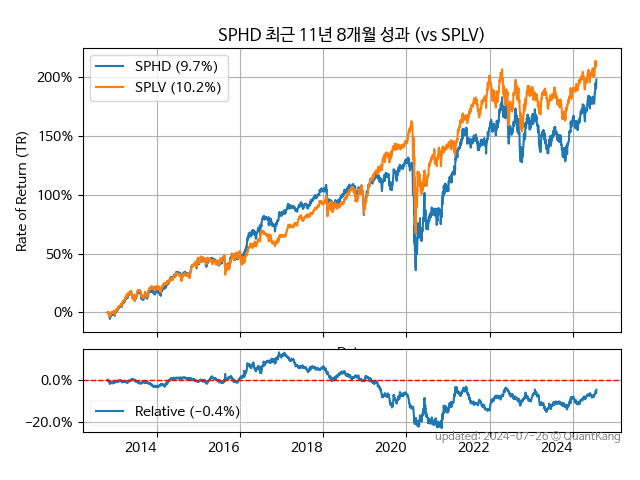 SPHD 최근 11년 8개월 성과 (vs SPLV)
SPHD (9.7%)
SPLV (10.2%)
Rate of Return (TR)
200%
150%
100%
50%
0%
0.0%
−20.0%
Relative (−0.4%)
2014 2016 2018 2020 2022 2024
updated: 2024-07-26 © QuantKang